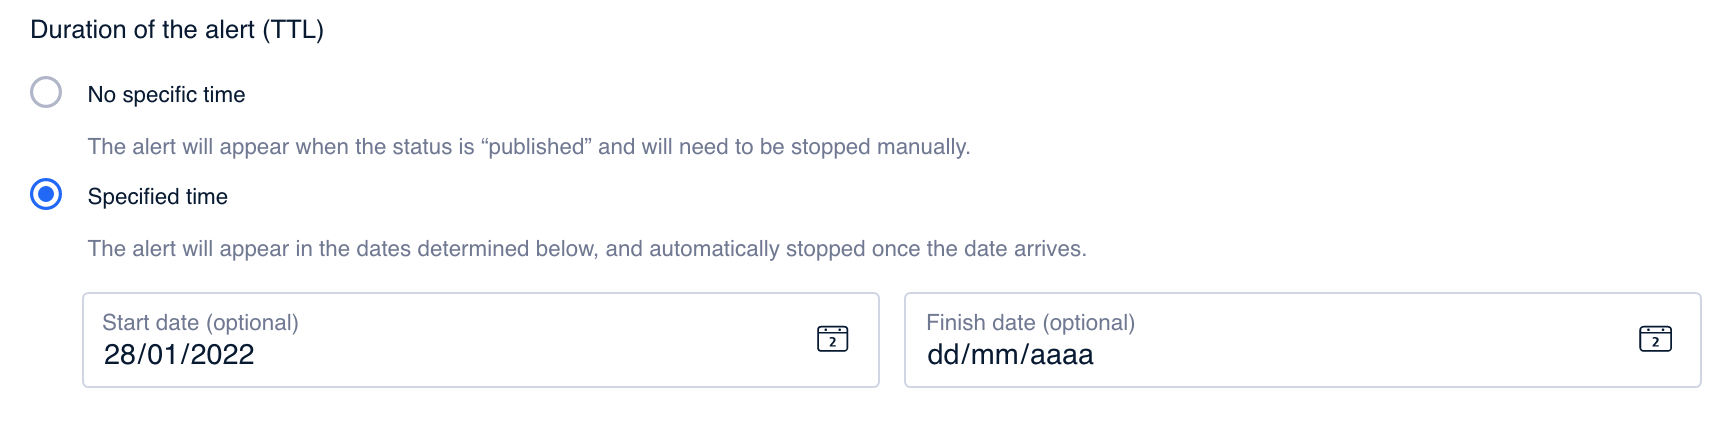 Duration of the alert (TTL)
No specific time
The alert will appear when the status is “published” and will need to be stopped manually.
Specified time
The alert will appear in the dates determined below, and automatically stopped once the date arrives.
Start date (optional)
28/01/2022
2
Finish date (optional)
dd/mm/aaaa
2